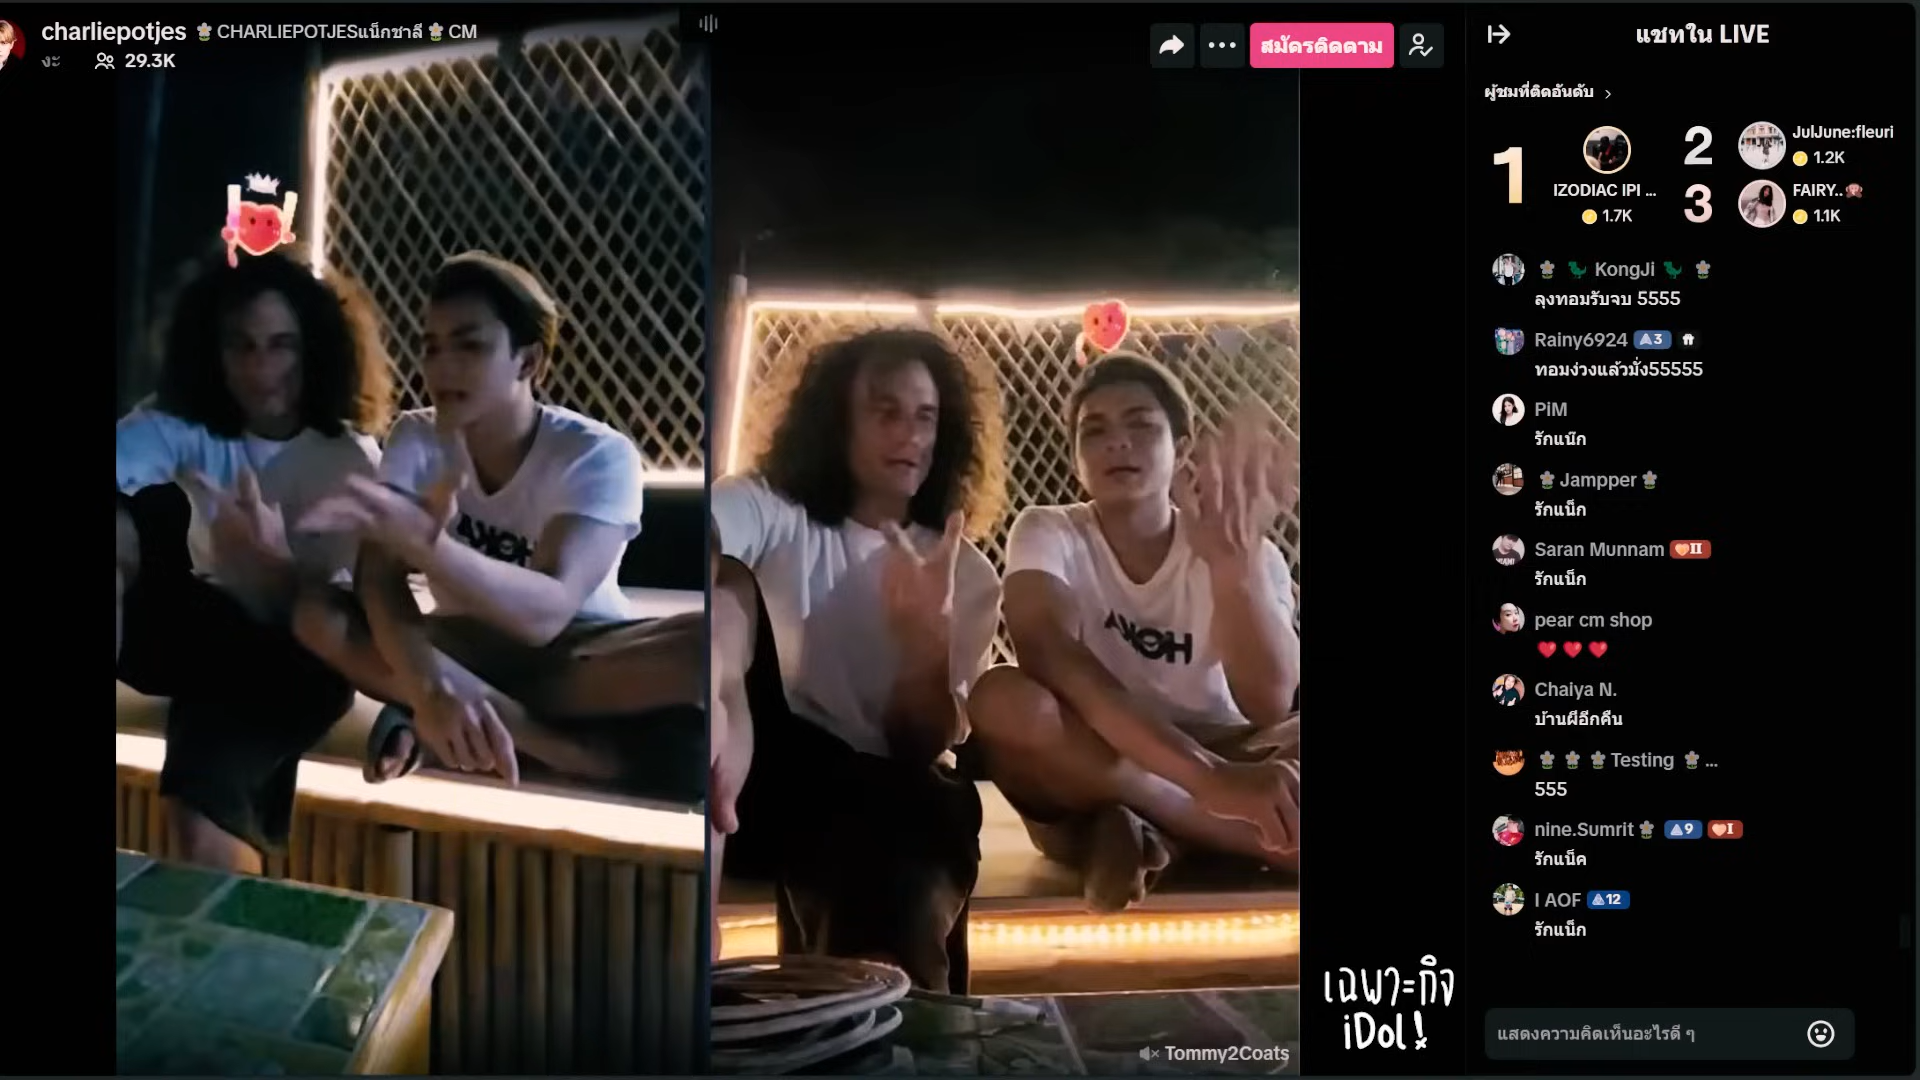 charliepotjes CHARLIEPOTJESแน็กชาลี CM
งะ 29.3K
สมัครติดตาม
แชทใน LIVE
ผู้ชมที่ติดอันดับ
1
IZODIAC IPI ...
1.7K
2
JulJune:fleuri
1.2K
3
FAIRY..
1.1K
KongJi
ลุงทอมรับจบ 5555
Rainy6924 3
ทอมง่วงแล้วมั่ง55555
PiM
รักแน๊ก
Jampper
รักแน็ก
Saran Munnam II
รักแน็ก
pear cm shop
Chaiya N.
บ้านผีอีกคืน
Testing ...
555
nine.Sumrit 9 I
รักแน็ค
I AOF 12
รักแน็ก
แสดงความคิดเห็นอะไรดี ๆ
HOKA
HOKA
เฉพาะกิจ
iDol!
Tommy2Coats